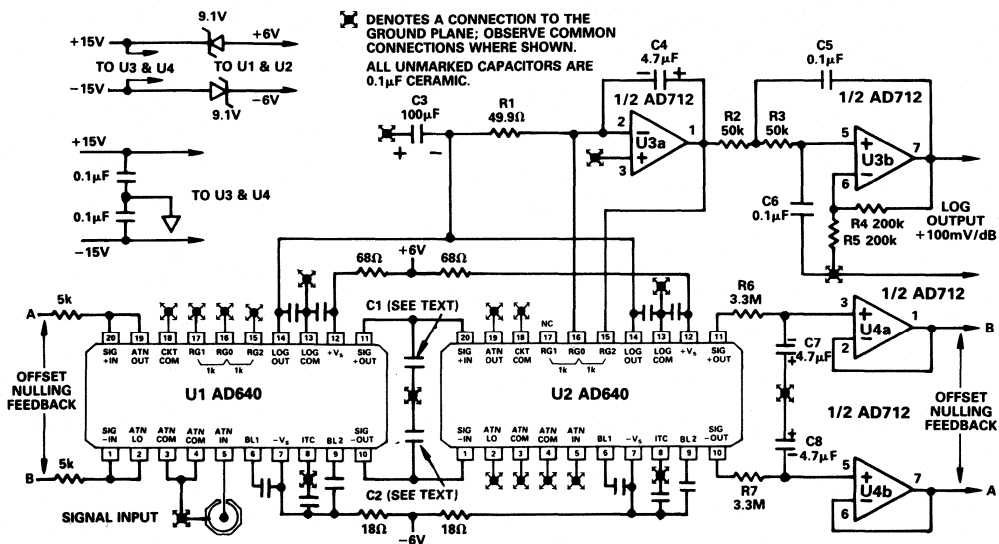 9.1V
+15V
+6V
TO U3 & U4
TO U1 & U2
−15V
−6V
9.1V
DENOTES A CONNECTION TO THE
GROUND PLANE; OBSERVE COMMON
CONNECTIONS WHERE SHOWN.
ALL UNMARKED CAPACITORS ARE
0.1µF CERAMIC.
+15V
0.1µF
TO U3 & U4
0.1µF
−15V
C3
100µF
+
−
R1
49.9Ω
C4
4.7µF
−
+
1/2 AD712
2
−
U3a
+
3
1
R2
50k
R3
50k
C5
0.1µF
1/2 AD712
5
+
U3b
−
6
7
C6
0.1µF
R4 200k
R5 200k
LOG
OUTPUT
+100mV/dB
68Ω
+6V
68Ω
C1 (SEE TEXT)
A
5k
OFFSET
NULLING
FEEDBACK
B
5k
20
19
18
17
16
15
14
13
12
11
SIG
+IN
ATN
OUT
CKT
COM
RG1
RG0
RG2
LOG
OUT
LOG
COM
+Vs
SIG
+OUT
1k
1k
U1 AD640
SIG
−IN
ATN
LO
ATN
COM
ATN
COM
ATN
IN
BL1
−Vs
ITC
BL2
SIG
−OUT
1
2
3
4
5
6
7
8
9
10
SIGNAL INPUT
C2 (SEE TEXT)
18Ω
−6V
18Ω
NC
20
19
18
17
16
15
14
13
12
11
SIG
+IN
ATN
OUT
CKT
COM
RG1
RG0
RG2
LOG
OUT
LOG
COM
+Vs
SIG
+OUT
1k
1k
U2 AD640
SIG
−IN
ATN
LO
ATN
COM
ATN
COM
ATN
IN
BL1
−Vs
ITC
BL2
SIG
−OUT
1
2
3
4
5
6
7
8
9
10
R6
3.3M
1/2 AD712
3
+
U4a
−
2
1
B
C7
4.7µF
−
+
OFFSET
NULLING
FEEDBACK
1/2 AD712
C8
4.7µF
+
−
R7
3.3M
5
+
U4b
−
6
7
A